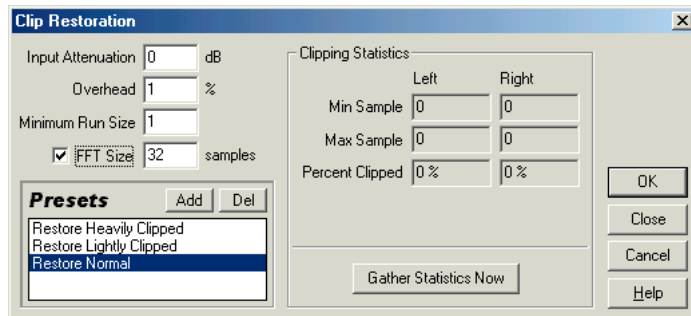 Clip Restoration
Input Attenuation 0 dB
Overhead 1 %
Minimum Run Size 1
FFT Size 32 samples
Presets Add Del
Restore Heavily Clipped
Restore Lightly Clipped
Restore Normal
Clipping Statistics
Left Right
Min Sample 0 0
Max Sample 0 0
Percent Clipped 0 % 0 %
Gather Statistics Now
OK
Close
Cancel
Help